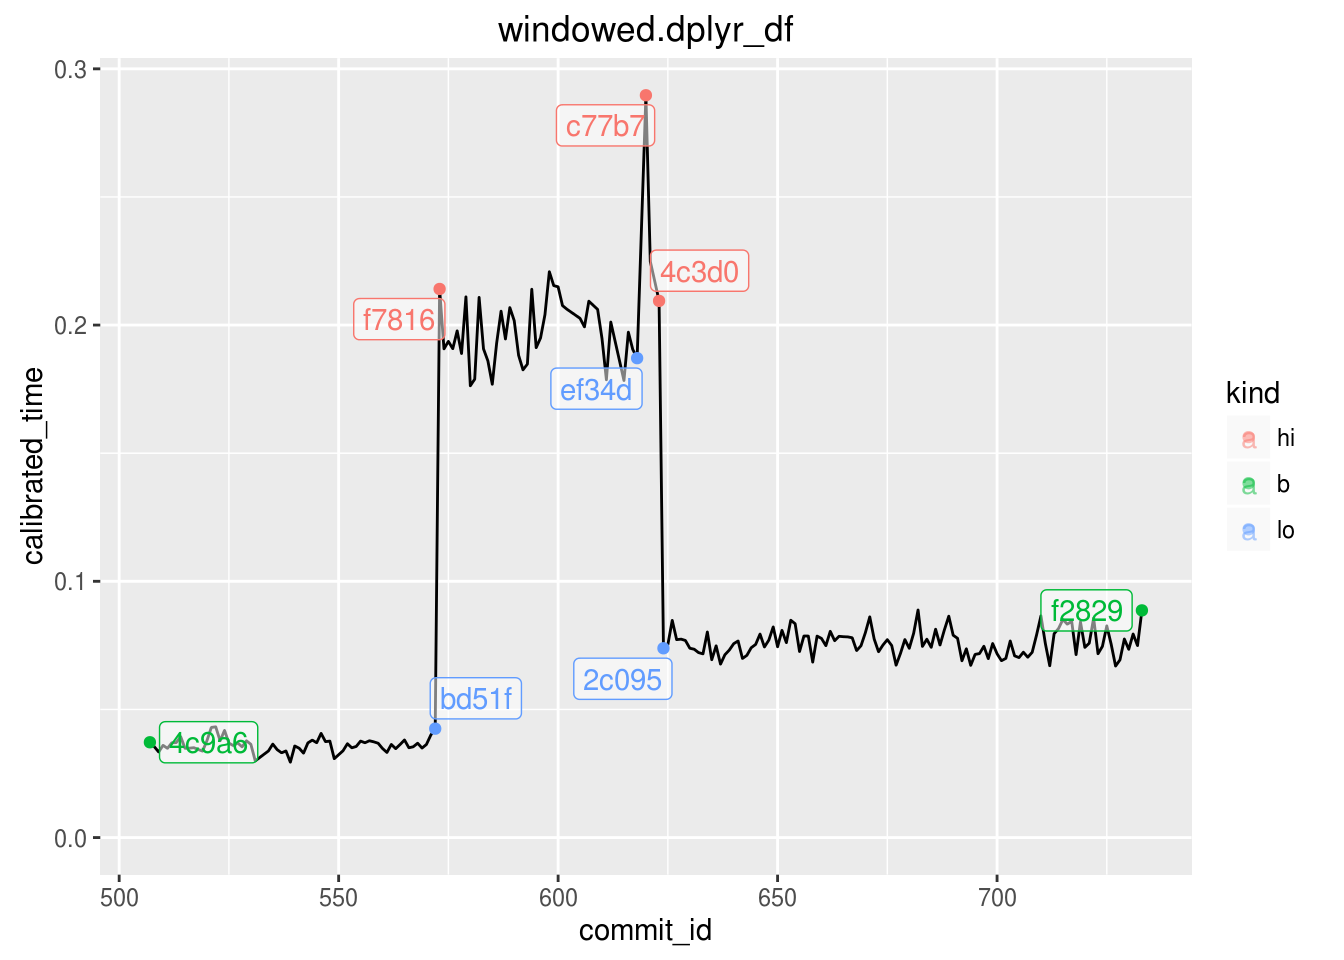 windowed.dplyr_df
0.3
0.2
0.1
0.0
calibrated_time
c77b7
4c3d0
f7816
ef34d
f2829
2c095
bd51f
4c9a6
500
550
600
650
700
commit_id
kind
a hi
a b
a lo